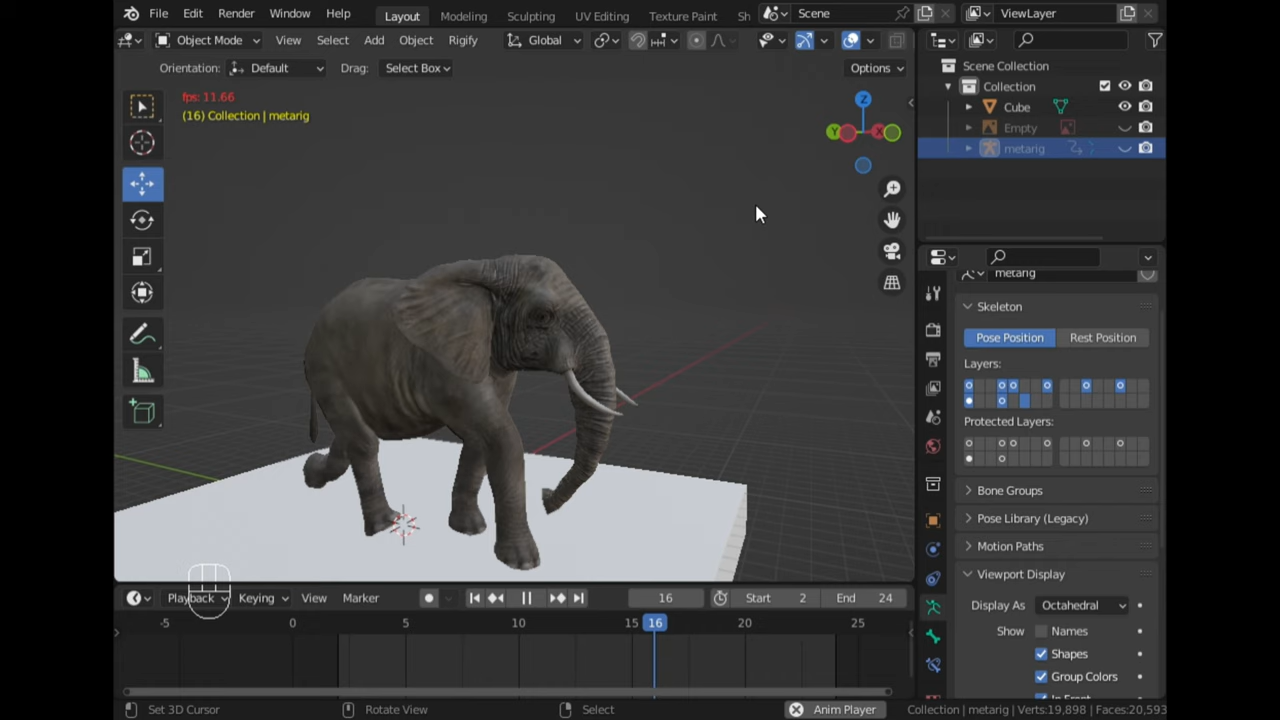 File Edit Render Window Help Layout Modeling Sculpting UV Editing Texture Paint Sh Scene ViewLayer
Object Mode View Select Add Object Rigify Global
Orientation: Default Drag: Select Box Options
Scene Collection
Collection
Cube
Empty
metarig
fps: 11.66
(16) Collection | metarig
Z
Y X
metarig
Skeleton
Pose Position Rest Position
Layers:
Protected Layers:
Bone Groups
Pose Library (Legacy)
Motion Paths
Viewport Display
Display As Octahedral
Show Names
Shapes
Group Colors
In Front
Playback Keying View Marker 16 Start 2 End 24
-5 0 5 10 15 16 20 25
Set 3D Cursor Rotate View Select Anim Player Collection | metarig | Verts:19,898 | Faces:20,593